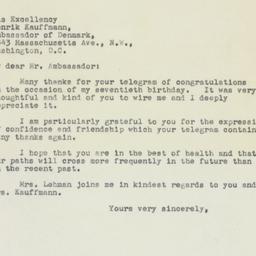 is Excellency
enrik Kauffmann,
mbassador of Denmark,
343 Massachusetts Ave., N.W.,
ashington, D.C.
y dear Mr. Ambassador:
Many thanks for your telegram of congratulations
n the occasion of my seventieth birthday. It was very
houghtful and kind of you to wire me and I deeply
ppreciate it.
I am particularly grateful to you for the expressi
f confidence and friendship which your telegram contain
any thanks again.
I hope that you are in the best of health and that
ur paths will cross more frequently in the future than
n the recent past.
Mrs. Lehman joins me in kindest regards to you and
rs. Kauffmann.
Yours very sincerely,